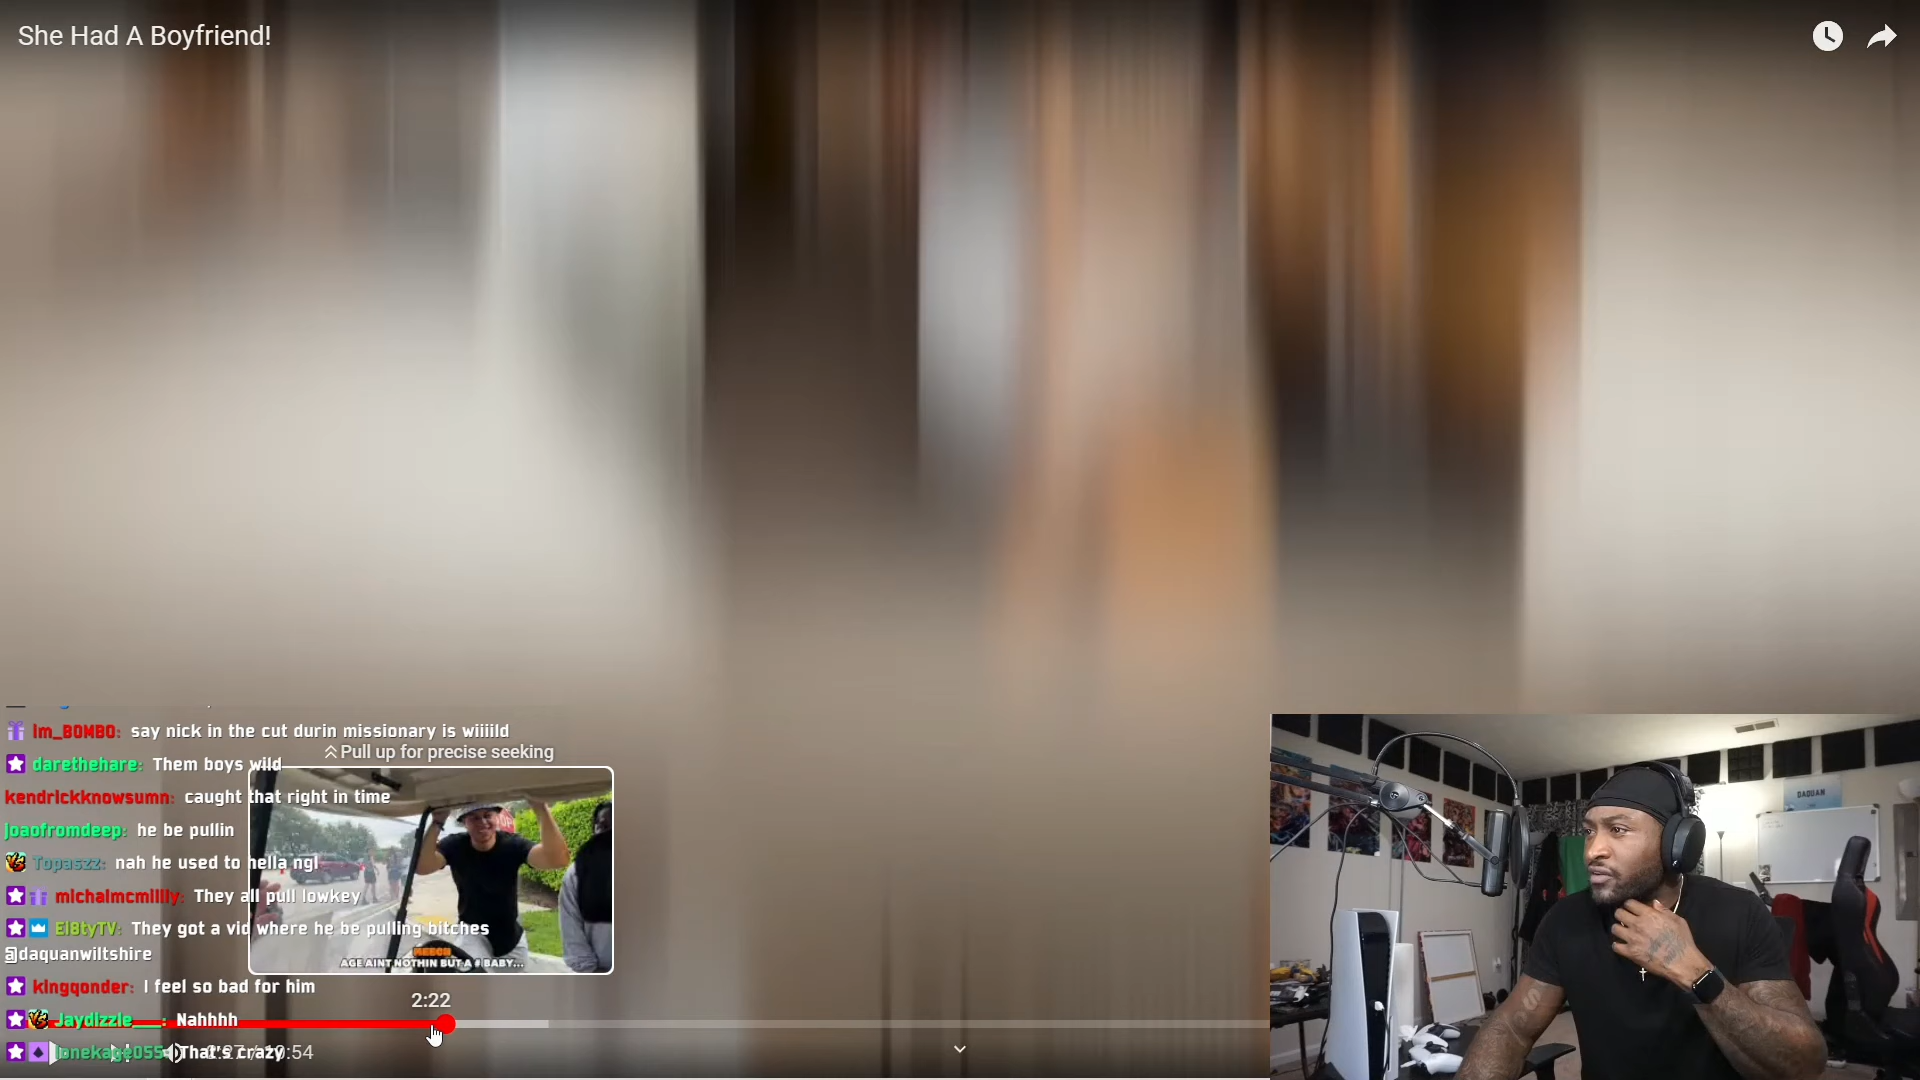 She Had A Boyfriend!
Im_BOMBO: say nick in the cut durin missionary is wiiiild
Pull up for precise seeking
darethehare: Them boys wild
kendrickknowsumn: caught that right in time
joaofromdeep: he be pullin
Topaszz: nah he used to hella ngl
michalmcmillly: They all pull lowkey
El8tyTV: They got a vid where he be pulling bitches
@daquanwiltshire
MEECH
AGE AINT NOTHIN BUT A # BABY...
kingqonder: I feel so bad for him
2:22
Jaydizzle__: Nahhhh
lonekage055: That's crazy
DAQUAN